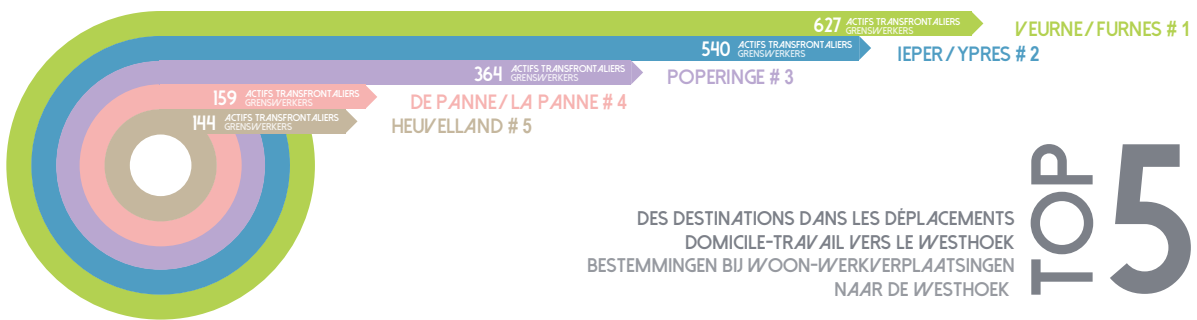 627 ACTIFS TRANSFRONTALIERS
GRENSWERKERS
VEURNE/FURNES # 1
540 ACTIFS TRANSFRONTALIERS
GRENSWERKERS
IEPER/YPRES # 2
364 ACTIFS TRANSFRONTALIERS
GRENSWERKERS
POPERINGE # 3
159 ACTIFS TRANSFRONTALIERS
GRENSWERKERS
DE PANNE/LA PANNE # 4
144 ACTIFS TRANSFRONTALIERS
GRENSWERKERS
HEUVELLAND # 5
DES DESTINATIONS DANS LES DÉPLACEMENTS
DOMICILE-TRAVAIL VERS LE WESTHOEK
BESTEMMINGEN BIJ WOON-WERKVERPLAATSINGEN
NAAR DE WESTHOEK
TOP 5